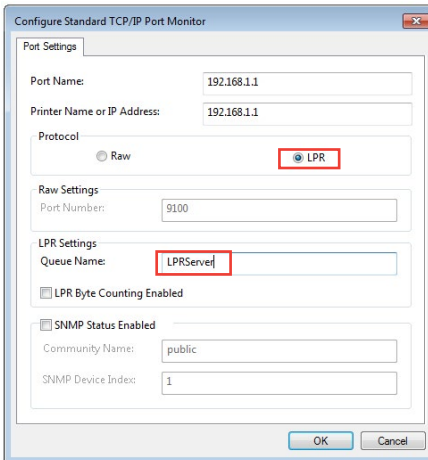 Configure Standard TCP/IP Port Monitor
Port Settings
Port Name: 192.168.1.1
Printer Name or IP Address: 192.168.1.1
Protocol
Raw LPR
Raw Settings
Port Number: 9100
LPR Settings
Queue Name: LPRServer
LPR Byte Counting Enabled
SNMP Status Enabled
Community Name: public
SNMP Device Index: 1
OK Cancel